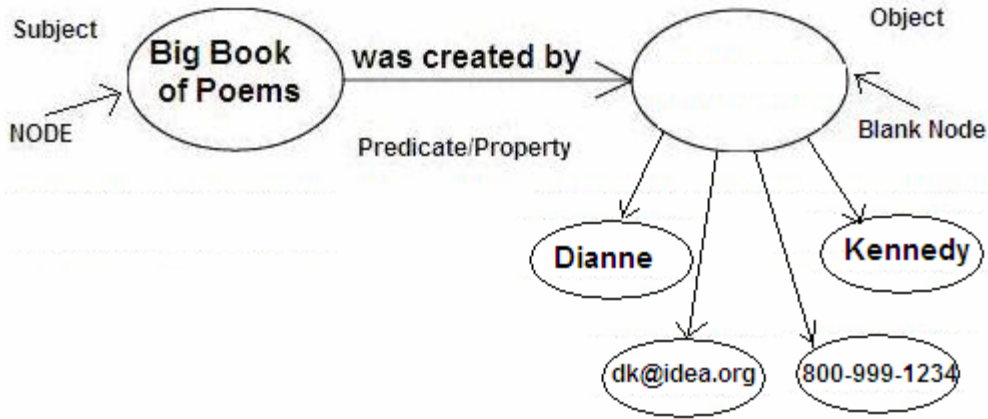 Subject
Object
Big Book
of Poems
was created by
NODE
Predicate/Property
Blank Node
Dianne
Kennedy
dk@idea.org
800-999-1234